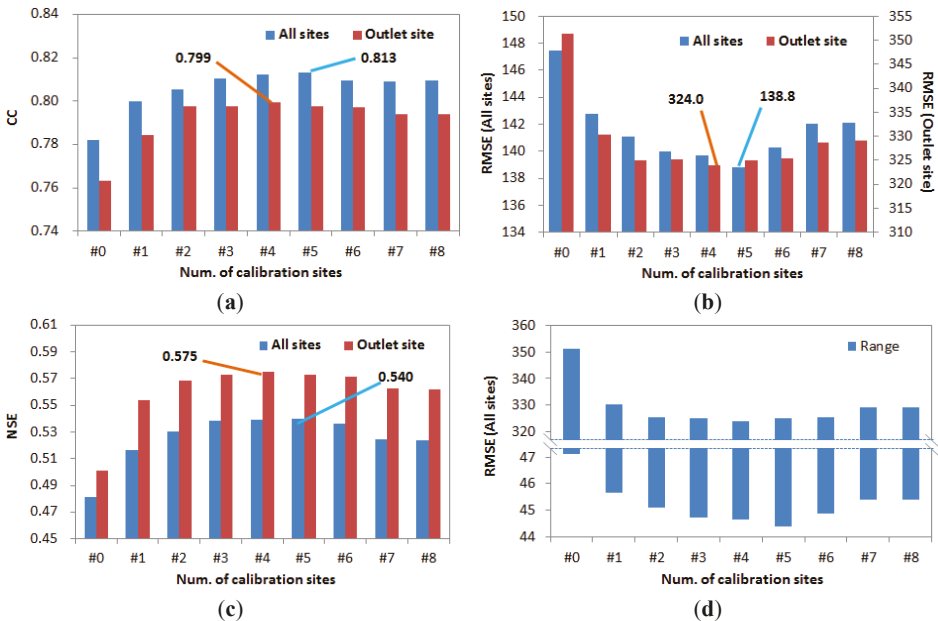 0.84
0.82
0.80
0.78
0.76
0.74
CC
All sites
Outlet site
0.799
0.813
#0 #1 #2 #3 #4 #5 #6 #7 #8
Num. of calibration sites
(a)
150
148
146
144
142
140
138
136
134
RMSE (All sites)
All sites
Outlet site
324.0
138.8
355
350
345
340
335
330
325
320
315
310
RMSE (Outlet site)
#0 #1 #2 #3 #4 #5 #6 #7 #8
Num. of calibration sites
(b)
0.61
0.59
0.57
0.55
0.53
0.51
0.49
0.47
0.45
NSE
All sites
Outlet site
0.575
0.540
#0 #1 #2 #3 #4 #5 #6 #7 #8
Num. of calibration sites
(c)
360
350
330
320
47
46
45
44
RMSE (All sites)
Range
#0 #1 #2 #3 #4 #5 #6 #7 #8
Num. of calibration sites
(d)